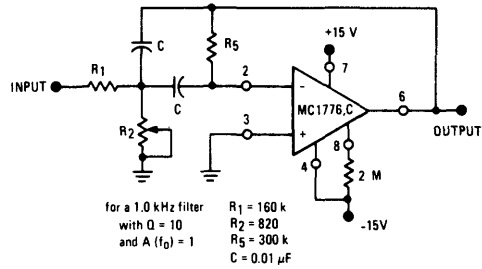 +15 V
C
R5
R1
2
7
INPUT
C
-
MC1776,C
6
R2
3
+
OUTPUT
8
4
2 M
-15V
for a 1.0 kHz filter
with Q = 10
and A (fo) = 1
R1 = 160 k
R2 = 820
R5 = 300 k
C = 0.01 μF